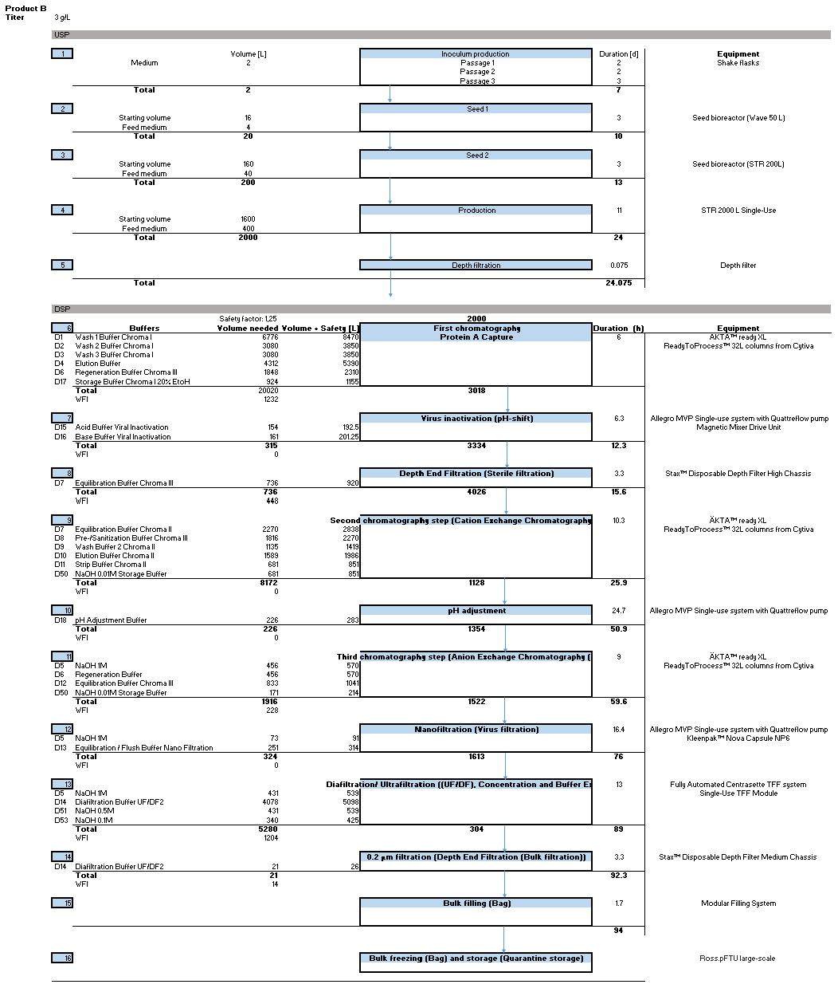 Product B
Titer 3 g/L
USP
1 Volume [L] Inoculum production Duration [d] Equipment
Medium 2 Passage 1 2 Shake flasks
Passage 2 2
Passage 3 3
Total 2 7
2 Seed 1
Starting volume 16 3 Seed bioreactor (Wave 50 L)
Feed medium 4
Total 20 10
3 Seed 2
Starting volume 160 3 Seed bioreactor (STR 200L)
Feed medium 40
Total 200 13
4 Production 11 STR 2000 L Single-Use
Starting volume 1600
Feed medium 400
Total 2000 24
5 Depth filtration 0.075 Depth filter
Total 24.075
DSP
Safety factor: 1,25 2000
6 Buffers Volume needed Volume + Safety [L] First chromatography Duration (h) Equipment
D1 Wash 1 Buffer Chroma I 6776 8470 Protein A Capture 6 ÄKTA™ ready XL
D2 Wash 2 Buffer Chroma I 3080 3850 ReadyToProcess™ 32L columns from Cytiva
D3 Wash 3 Buffer Chroma I 3080 3850
D4 Elution Buffer 4312 5390
D6 Regeneration Buffer Chroma III 1848 2310
D17 Storage Buffer Chroma I 20% EtoH 924 1155
Total 20020 3018
WFI 1232
7 Virus inactivation (pH-shift) 6.3 Allegro MVP Single-use system with Quattreflow pump
D15 Acid Buffer Viral Inactivation 154 192.5 Magnetic Mixer Drive Unit
D16 Base Buffer Viral Inactivation 161 201.25
Total 315 3334 12.3
WFI 0
8 Depth End Filtration (Sterile filtration) 3.3 Stax™ Disposable Depth Filter High Chassis
D7 Equilibration Buffer Chroma III 736 920
Total 736 4026 15.6
WFI 448
9 Second chromatography step (Cation Exchange Chromatography 10.3 ÄKTA™ ready XL
D7 Equilibration Buffer Chroma II 2270 2838 ReadyToProcess™ 32L columns from Cytiva
D8 Pre-/Sanitization Buffer Chroma III 1816 2270
D9 Wash Buffer 2 Chroma II 1135 1419
D10 Elution Buffer Chroma II 1589 1986
D11 Strip Buffer Chroma II 681 851
D50 NaOH 0.01M Storage Buffer 681 851
Total 8172 1128 25.9
WFI 0
10 pH adjustment 24.7 Allegro MVP Single-use system with Quattreflow pump
D18 pH Adjustment Buffer 226 283
Total 226 1354 50.9
WFI 0
11 Third chromatography step (Anion Exchange Chromatography ( 9 ÄKTA™ ready XL
D5 NaOH 1M 456 570 ReadyToProcess™ 32L columns from Cytiva
D6 Regeneration Buffer 456 570
D12 Equilibration Buffer Chroma III 833 1041
D50 NaOH 0.01M Storage Buffer 171 214
Total 1916 1522 59.6
WFI 228
12 Nanofiltration (Virus filtration) 16.4 Allegro MVP Single-use system with Quattreflow pump
D5 NaOH 1M 73 91 Kleenpak™ Nova Capsule NP6
D13 Equilibration / Flush Buffer Nano Filtration 251 314
Total 324 1613 76
WFI 0
13 Diafiltration/ Ultrafiltration ((UF/DF), Concentration and Buffer Ex 13 Fully Automated Centrasette TFF system
D5 NaOH 1M 431 539 Single-Use TFF Module
D14 Diafiltration Buffer UF/DF2 4078 5098
D51 NaOH 0.5M 431 539
D53 NaOH 0.1M 340 425
Total 5280 304 89
WFI 1204
14 0.2 µm filtration (Depth End Filtration (Bulk filtration)) 3.3 Stax™ Disposable Depth Filter Medium Chassis
D14 Diafiltration Buffer UF/DF2 21 26
Total 21 92.3
WFI 14
15 Bulk filling (Bag) 1.7 Modular Filling System
94
16 Bulk freezing (Bag) and storage (Quarantine storage) Ross.pFTU large-scale